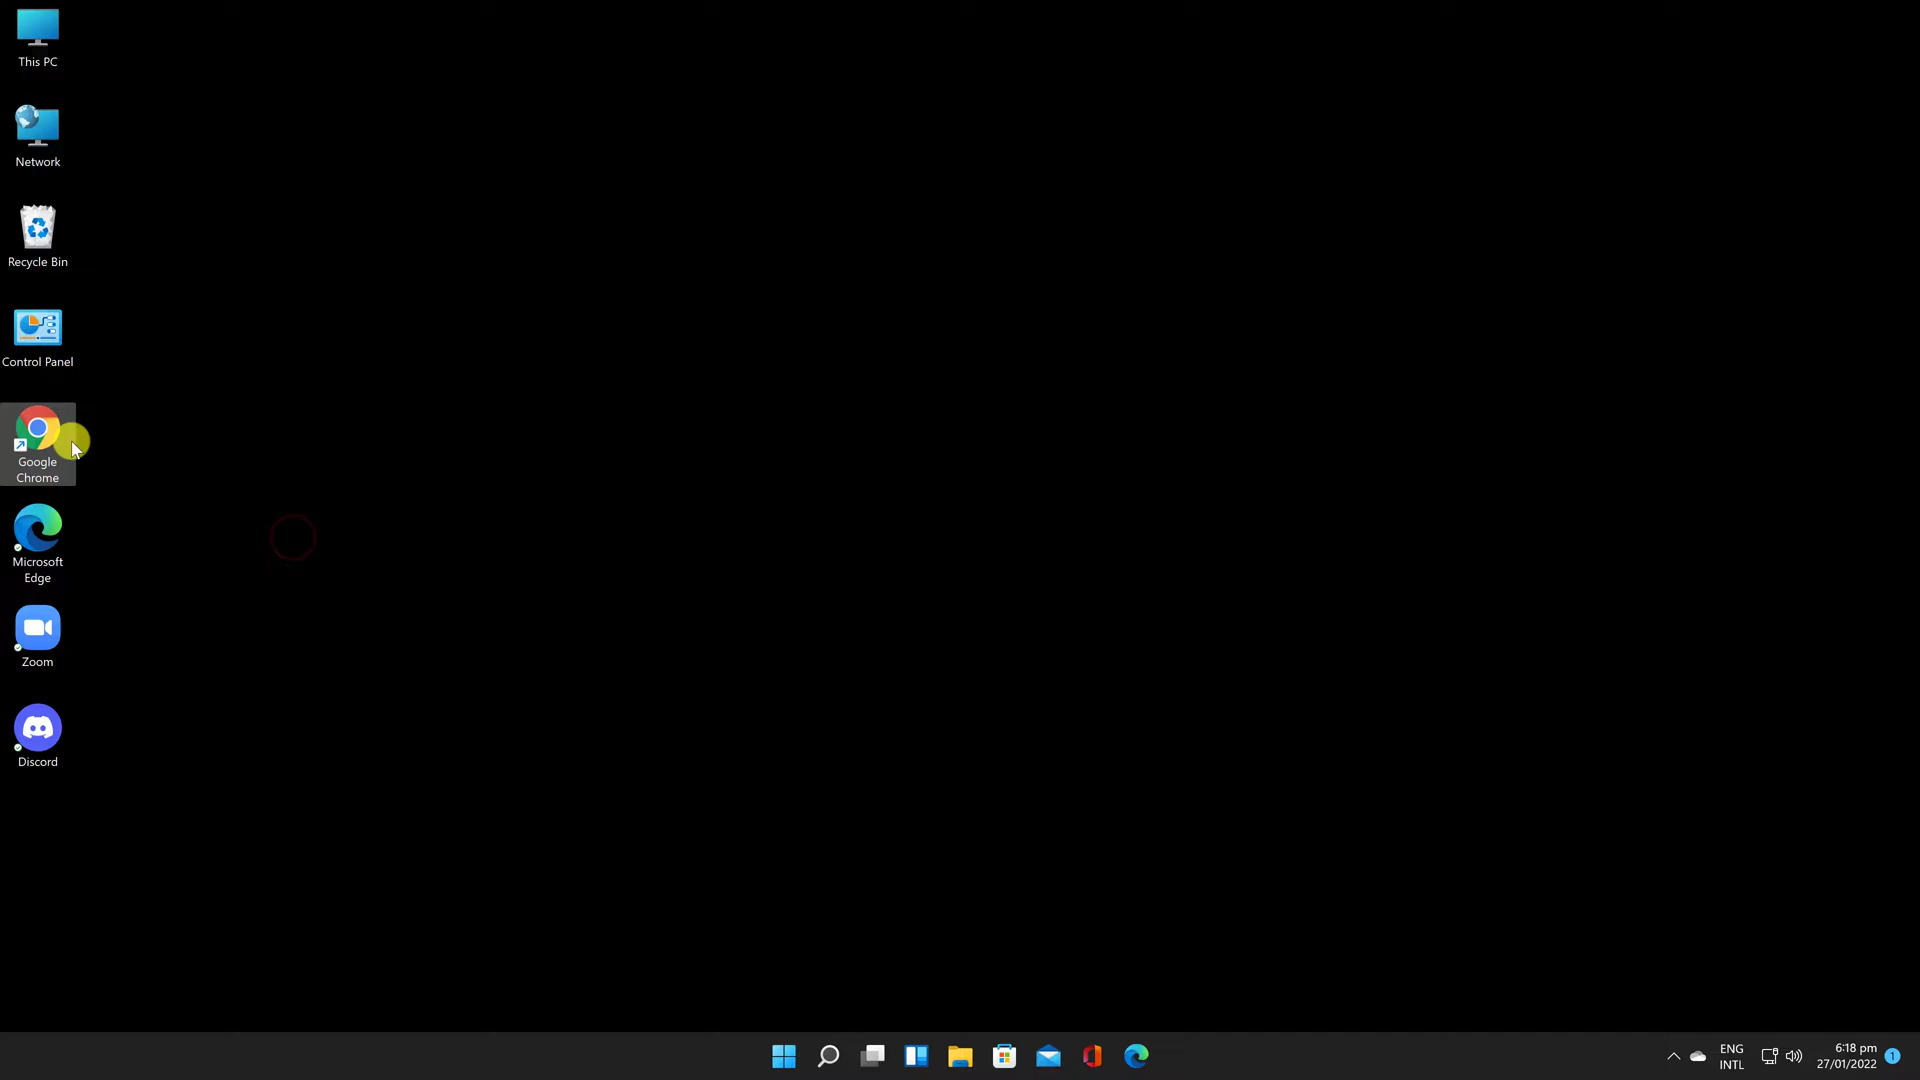 This PC
Network
Recycle Bin
Control Panel
Google
Chrome
Microsoft
Edge
Zoom
Discord
ENG
INTL
6:18 pm
27/01/2022
1